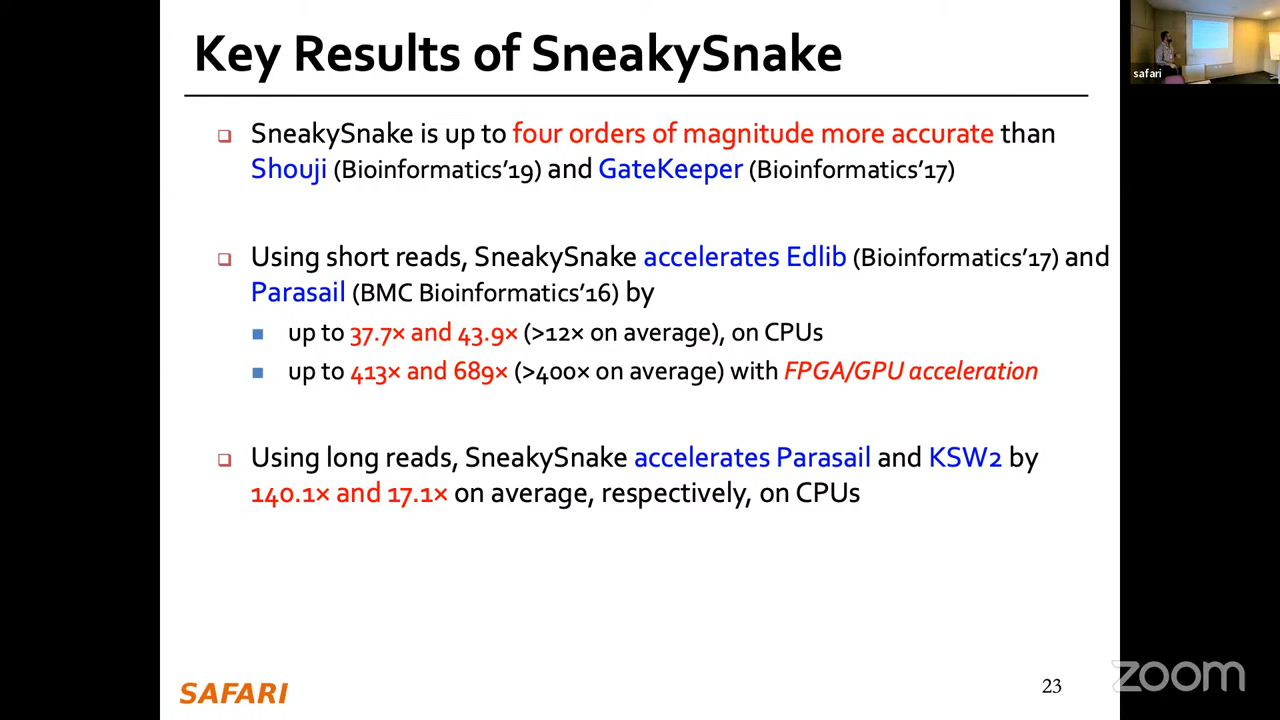 Key Results of SneakySnake
safari
SneakySnake is up to four orders of magnitude more accurate than
Shouji (Bioinformatics’19) and GateKeeper (Bioinformatics’17)
Using short reads, SneakySnake accelerates Edlib (Bioinformatics’17) and
Parasail (BMC Bioinformatics’16) by
up to 37.7× and 43.9× (>12× on average), on CPUs
up to 413× and 689× (>400× on average) with FPGA/GPU acceleration
Using long reads, SneakySnake accelerates Parasail and KSW2 by
140.1× and 17.1× on average, respectively, on CPUs
SAFARI
23
zoom